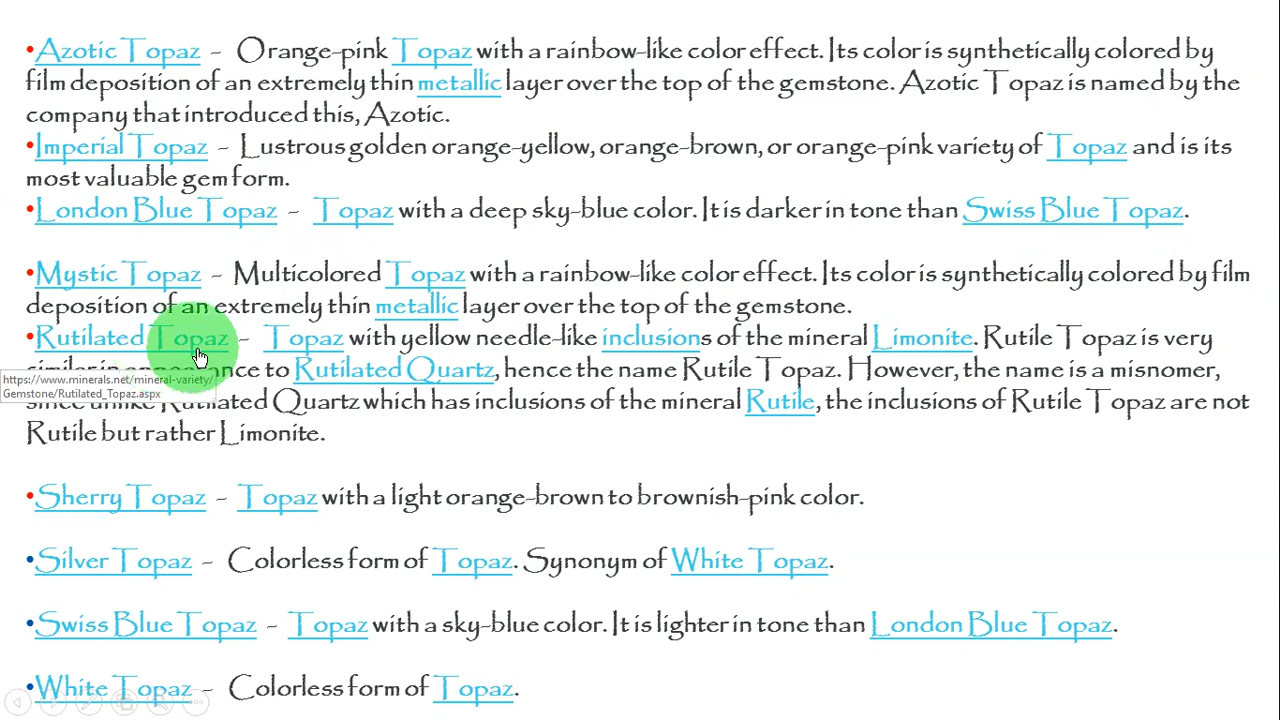 •Azotic Topaz - Orange-pink Topaz with a rainbow-like color effect. Its color is synthetically colored by
film deposition of an extremely thin metallic layer over the top of the gemstone. Azotic Topaz is named by the
company that introduced this, Azotic.
•Imperial Topaz - Lustrous golden orange-yellow, orange-brown, or orange-pink variety of Topaz and is its
most valuable gem form.
•London Blue Topaz - Topaz with a deep sky-blue color. It is darker in tone than Swiss Blue Topaz.
•Mystic Topaz - Multicolored Topaz with a rainbow-like color effect. Its color is synthetically colored by film
deposition of an extremely thin metallic layer over the top of the gemstone.
•Rutilated Topaz - Topaz with yellow needle-like inclusions of the mineral Limonite. Rutile Topaz is very
similar in appearance to Rutilated Quartz, hence the name Rutile Topaz. However, the name is a misnomer,
https://www.minerals.net/mineral-variety/
Gemstone/Rutilated_Topaz.aspx
since unlike Rutilated Quartz which has inclusions of the mineral Rutile, the inclusions of Rutile Topaz are not
Rutile but rather Limonite.
•Sherry Topaz - Topaz with a light orange-brown to brownish-pink color.
•Silver Topaz - Colorless form of Topaz. Synonym of White Topaz.
•Swiss Blue Topaz - Topaz with a sky-blue color. It is lighter in tone than London Blue Topaz.
•White Topaz - Colorless form of Topaz.